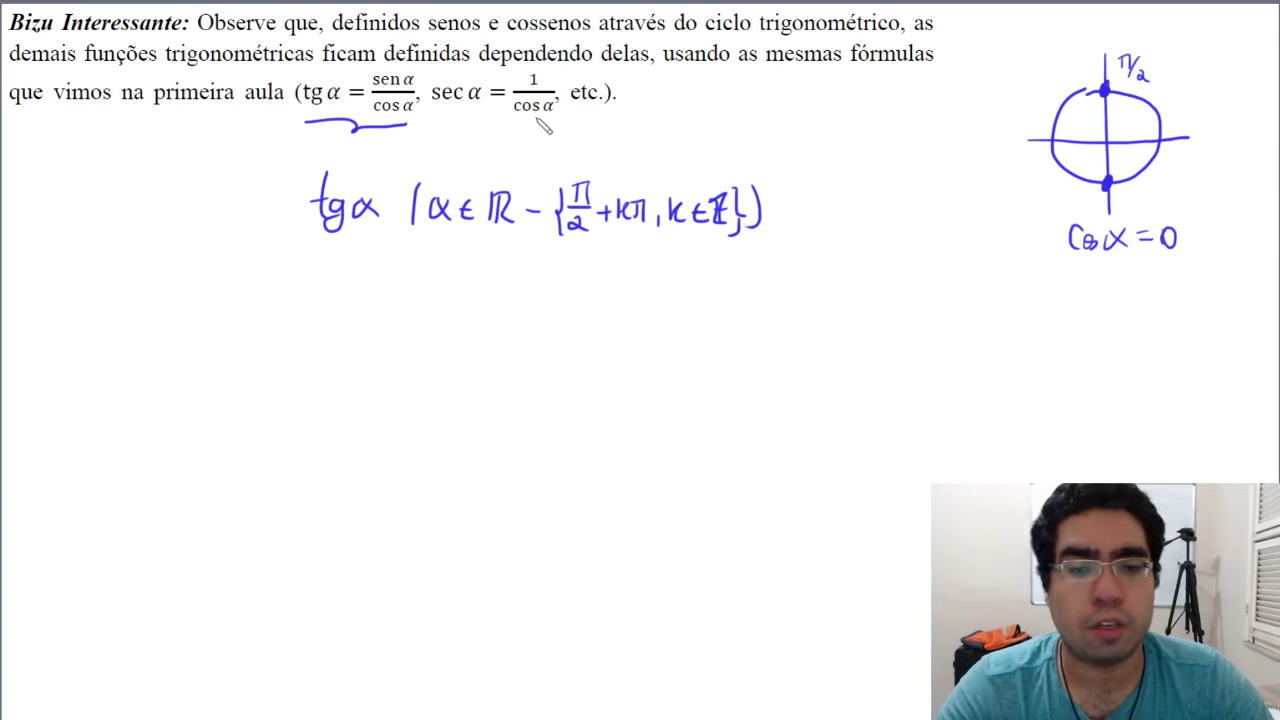 Bizu Interessante: Observe que, definidos senos e cossenos através do ciclo trigonométrico, as
demais funções trigonométricas ficam definidas dependendo delas, usando as mesmas fórmulas
que vimos na primeira aula (tg α = sen α / cos α, sec α = 1 / cos α, etc.).
π/2
tg α (α ∈ ℝ − {π/2 + kπ, k ∈ ℤ})
Cos α = 0